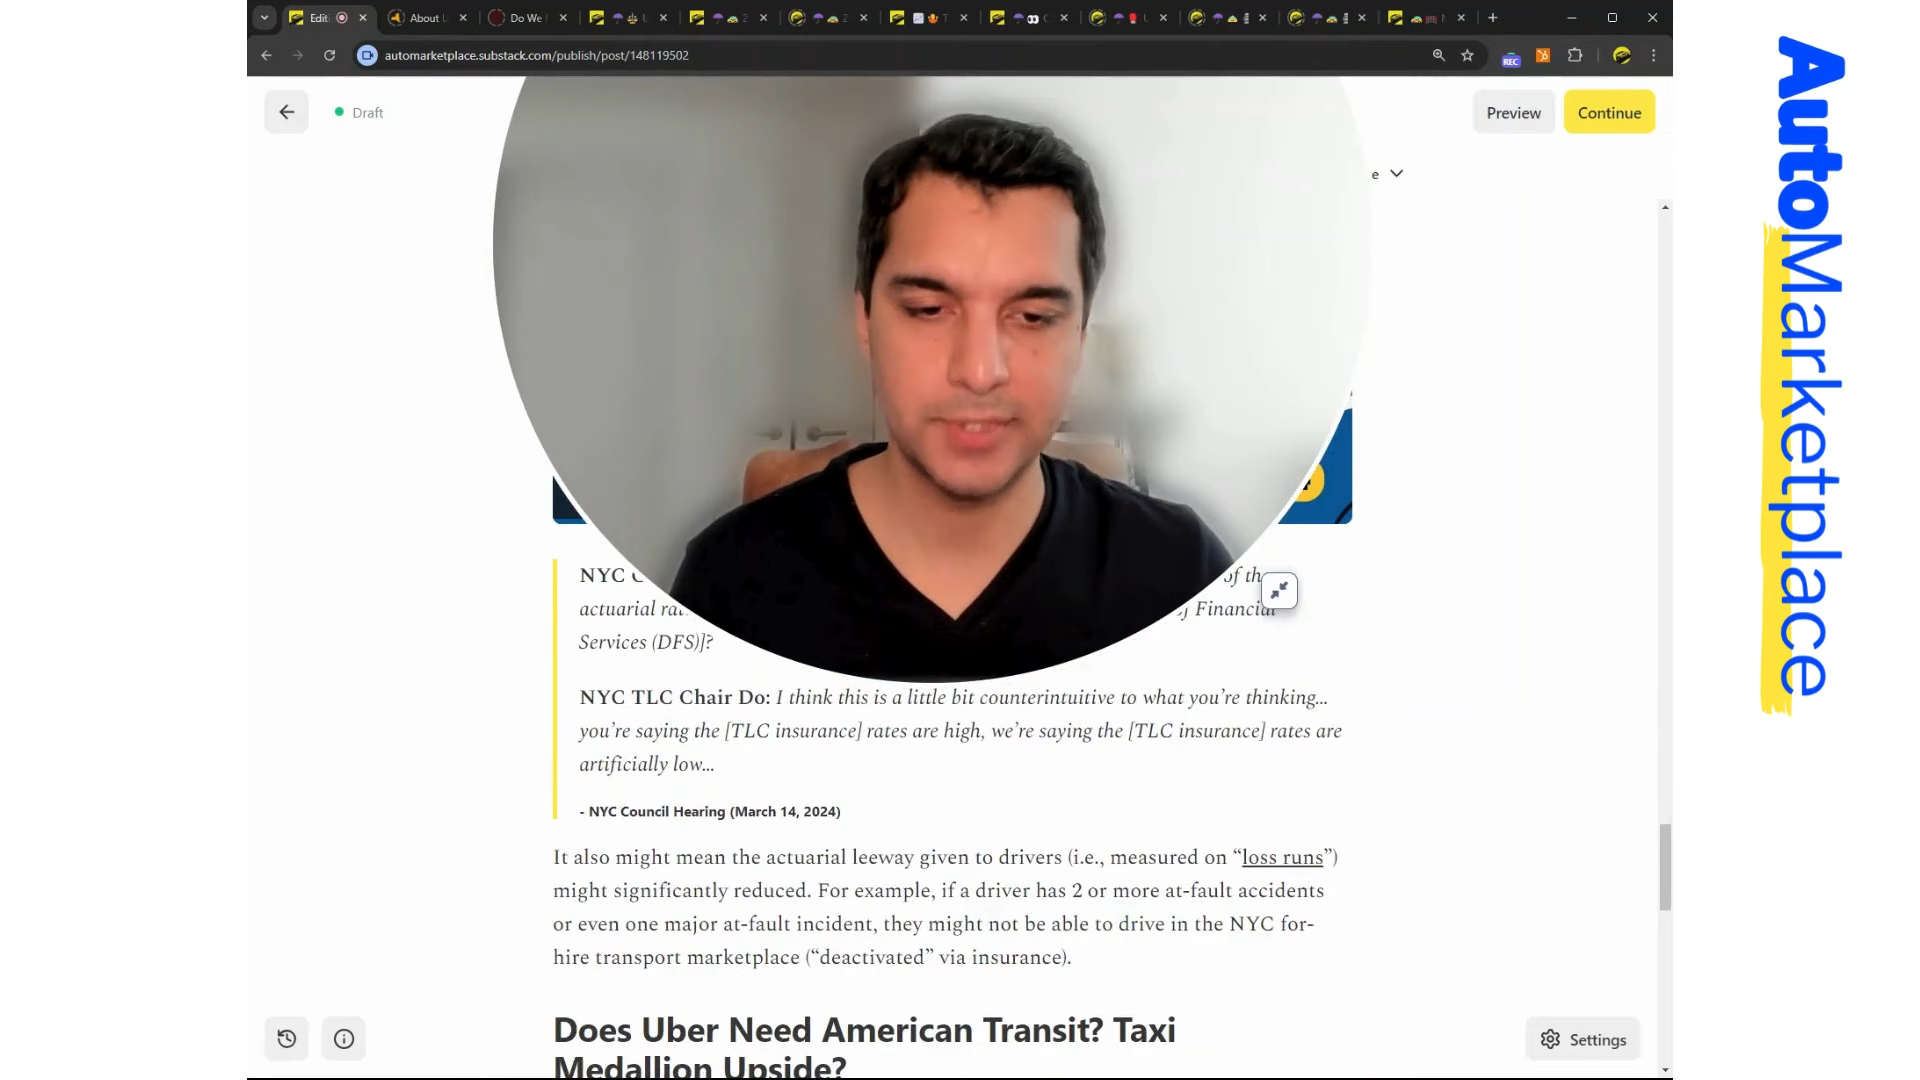 Edit
About
Do We
automarketplace.substack.com/publish/post/148119502
REC
Draft
Preview
Continue
e
NYC
of th
actuarial ra
Financial
Services (DFS)]?
NYC TLC Chair Do: I think this is a little bit counterintuitive to what you’re thinking…
you’re saying the [TLC insurance] rates are high, we’re saying the [TLC insurance] rates are
artificially low…
- NYC Council Hearing (March 14, 2024)
It also might mean the actuarial leeway given to drivers (i.e., measured on “loss runs”)
might significantly reduced. For example, if a driver has 2 or more at-fault accidents
or even one major at-fault incident, they might not be able to drive in the NYC for-
hire transport marketplace (“deactivated” via insurance).
Does Uber Need American Transit? Taxi
Medallion Upside?
Settings
AutoMarketplace